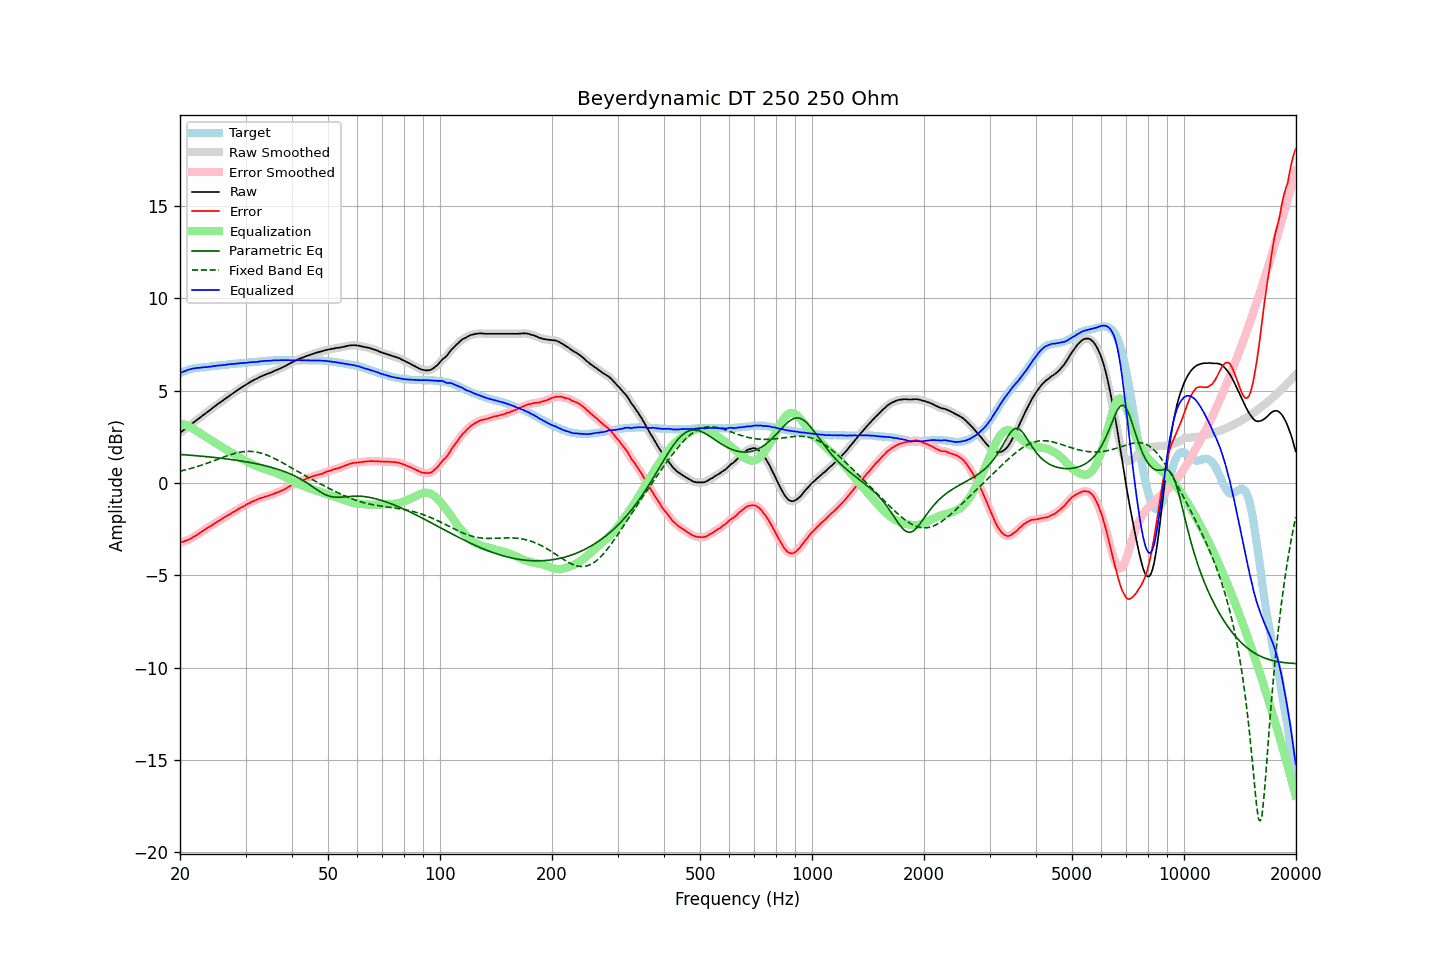 Beyerdynamic DT 250 250 Ohm
Target
Raw Smoothed
Error Smoothed
Raw
Error
Equalization
Parametric Eq
Fixed Band Eq
Equalized
Amplitude (dBr)
15
10
5
0
−5
−10
−15
−20
20 50 100 200 500 1000 2000 5000 10000 20000
Frequency (Hz)